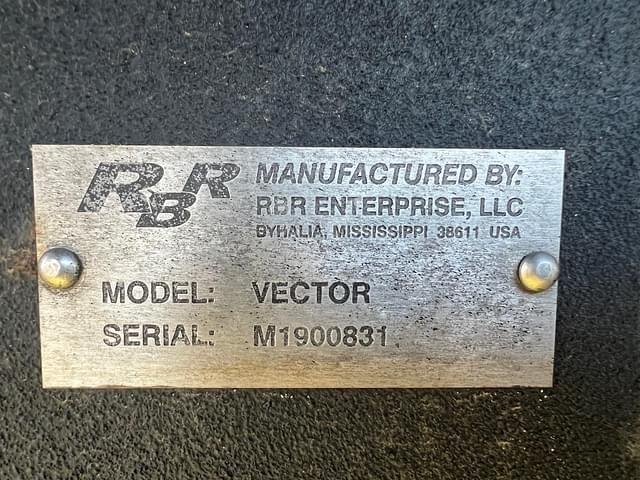 RBR
MANUFACTURED BY:
RBR ENTERPRISE, LLC
BYHALIA, MISSISSIPPI 38611 USA
MODEL: VECTOR
SERIAL: M1900831